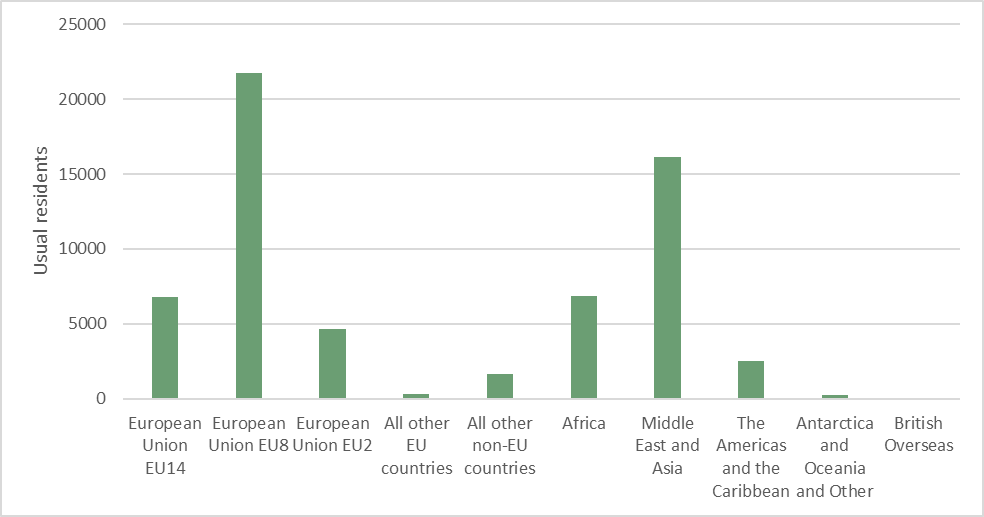 25000
20000
15000
10000
5000
0
Usual residents
European
Union
EU14
European
Union EU8
European
Union EU2
All other
EU
countries
All other
non-EU
countries
Africa
Middle
East and
Asia
The
Americas
and the
Caribbean
Antarctica
and
Oceania
and Other
British
Overseas